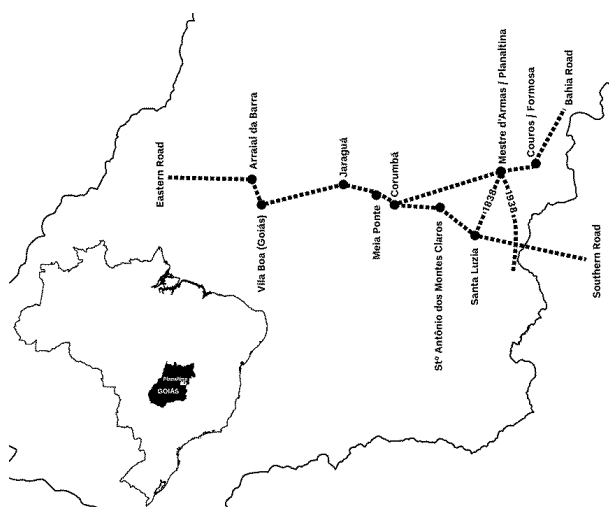 Eastern Road
Arraial da Barra
Vila Boa (Goiás)
Jaraguá
Meia Ponte
Corumbá
Stº Antônio dos Montes Claros
Santa Luzia
1838
1938
Mestre d'Armas / Planaltina
Couros / Formosa
Bahia Road
Southern Road
Planaltina
GOIÁS